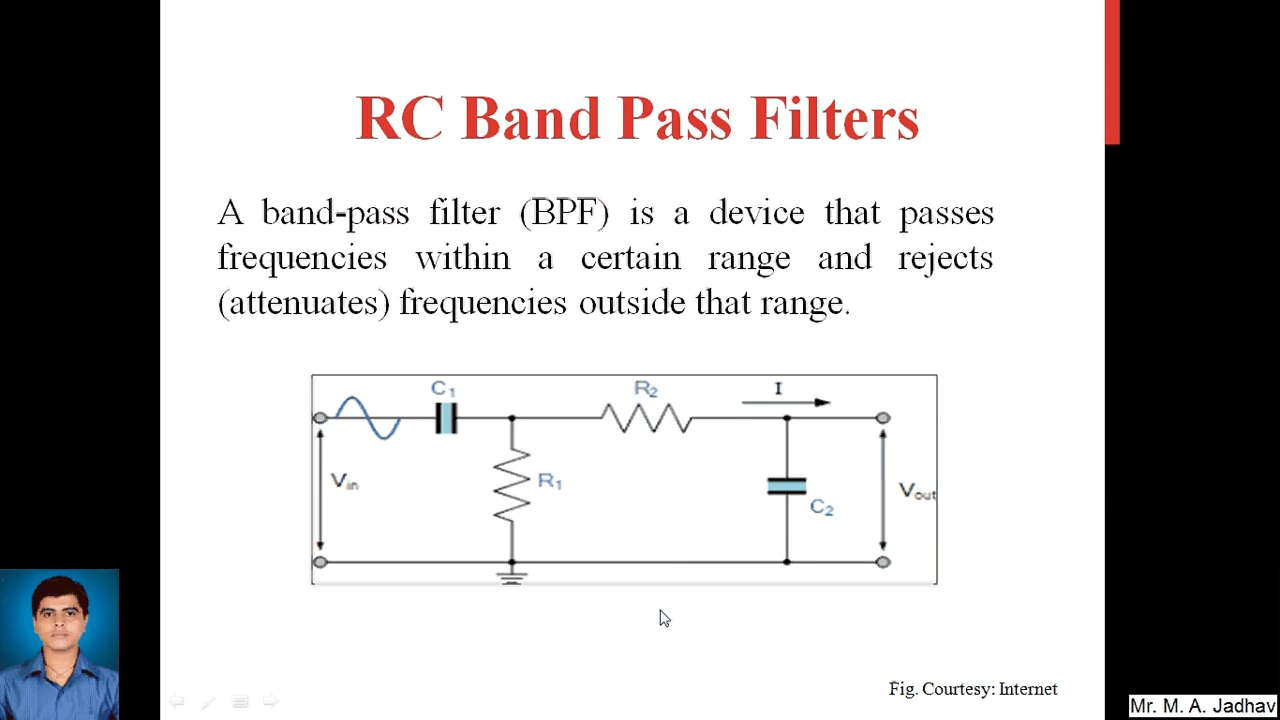 RC Band Pass Filters
A band-pass filter (BPF) is a device that passes
frequencies within a certain range and rejects
(attenuates) frequencies outside that range.
C1
R2
I
Vin
R1
C2
Vout
Fig. Courtesy: Internet
Mr. M. A. Jadhav